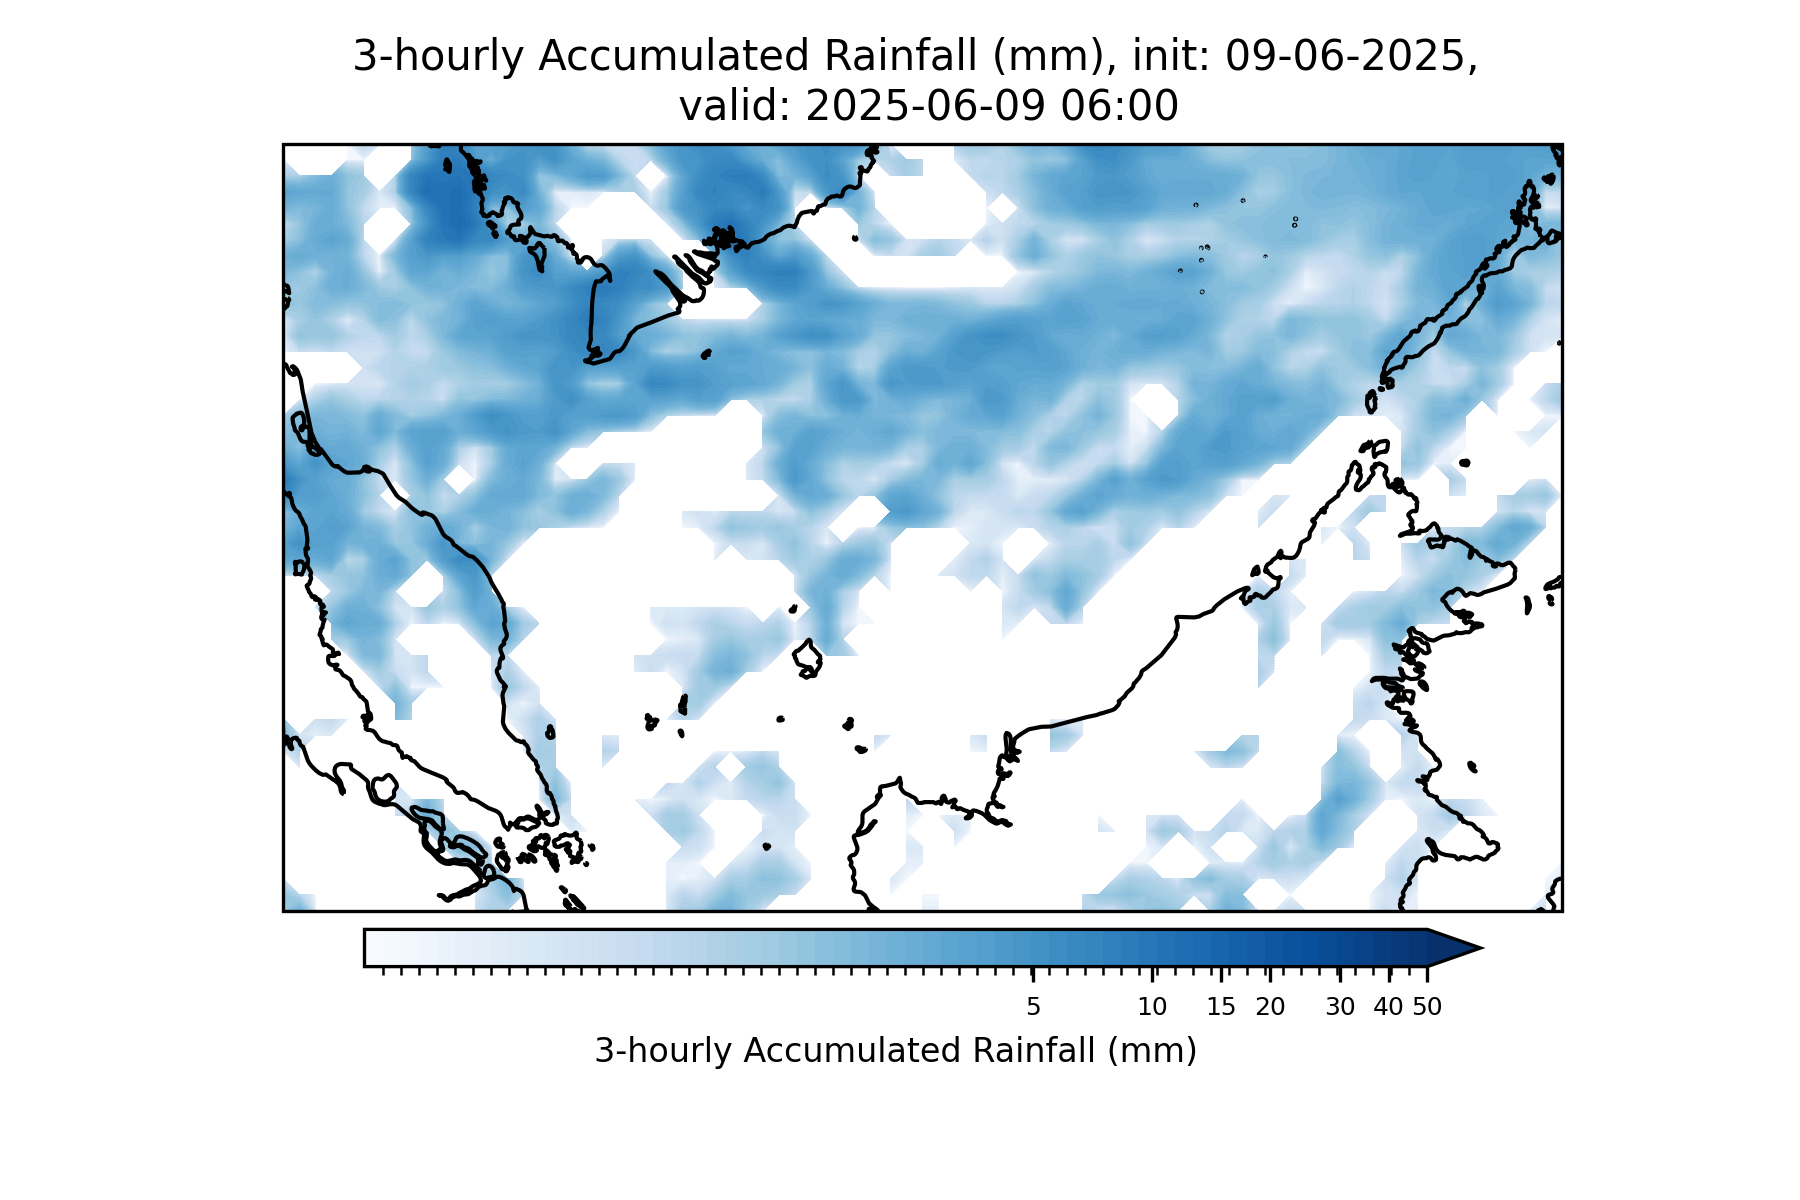 3-hourly Accumulated Rainfall (mm), init: 09-06-2025,
valid: 2025-06-09 06:00
5 10 15 20 30 40 50
3-hourly Accumulated Rainfall (mm)